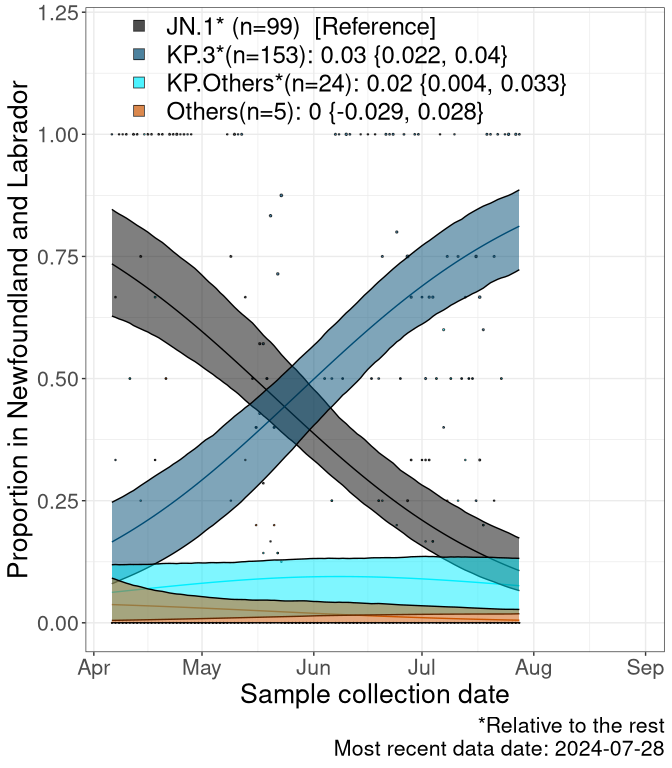 JN.1* (n=99)  [Reference]
KP.3*(n=153): 0.03 {0.022, 0.04}
KP.Others*(n=24): 0.02 {0.004, 0.033}
Others(n=5): 0 {-0.029, 0.028}
Proportion in Newfoundland and Labrador
1.25
1.00
0.75
0.50
0.25
0.00
Apr May Jun Jul Aug Sep
Sample collection date
*Relative to the rest
Most recent data date: 2024-07-28